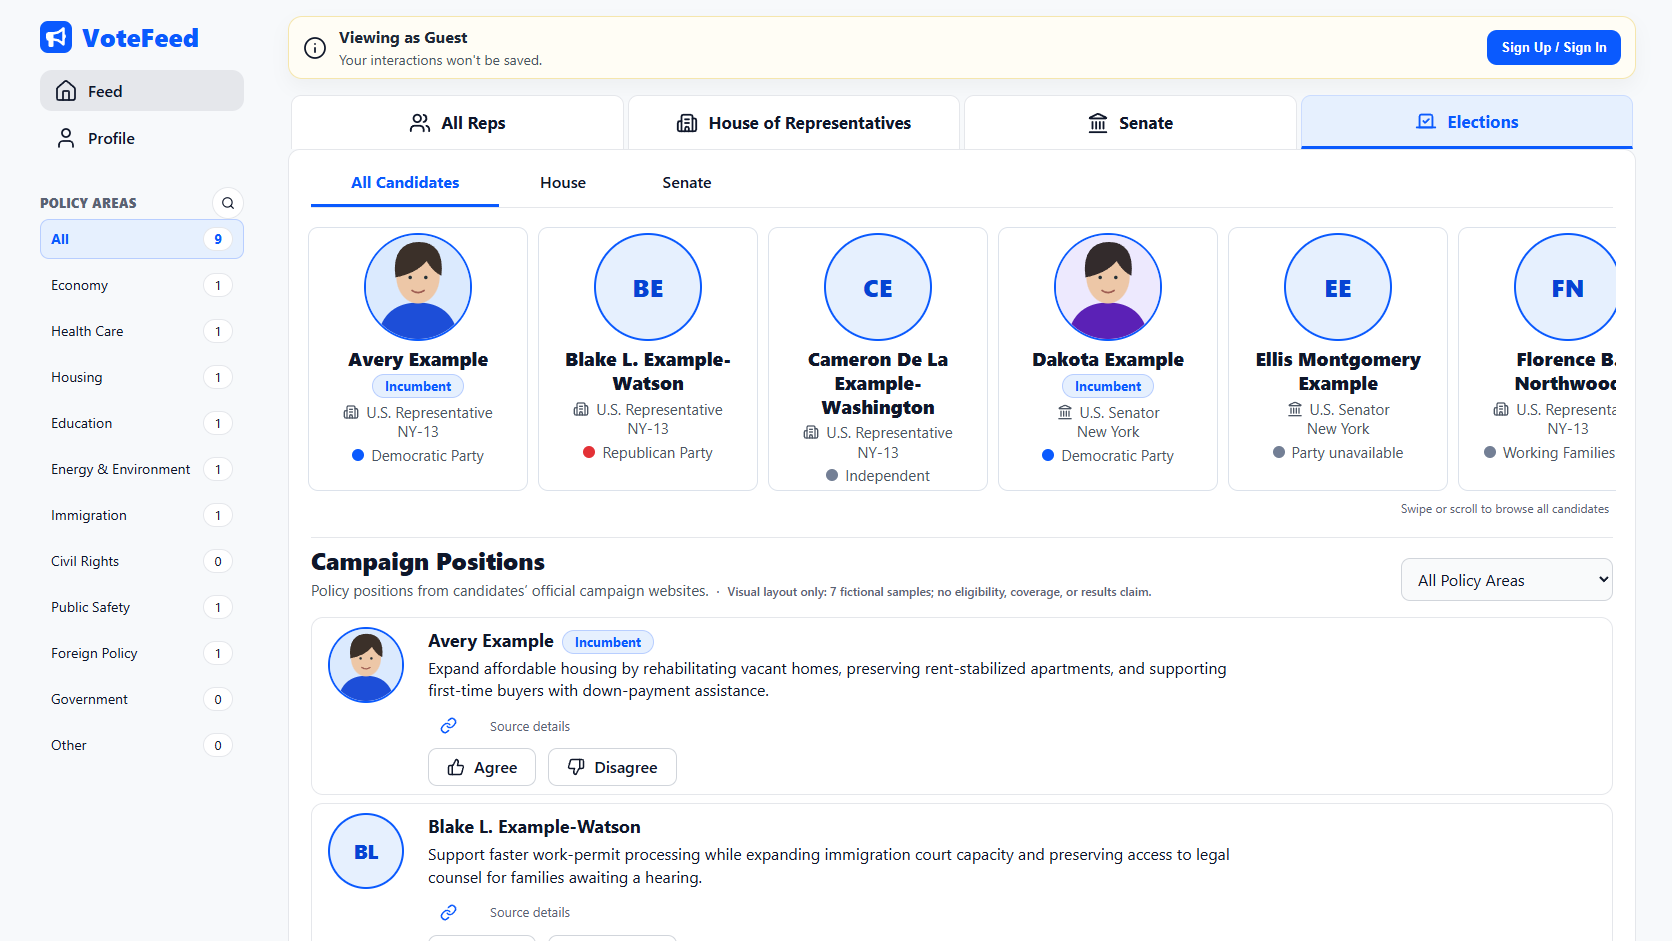 VoteFeed
Feed
Profile
POLICY AREAS
All 9
Economy 1
Health Care 1
Housing 1
Education 1
Energy & Environment 1
Immigration 1
Civil Rights 0
Public Safety 1
Foreign Policy 1
Government 0
Other 0
Viewing as Guest
Your interactions won't be saved.
Sign Up / Sign In
All Reps
House of Representatives
Senate
Elections
All Candidates
House
Senate
Avery Example
Incumbent
U.S. Representative
NY-13
Democratic Party
BE
Blake L. Example-
Watson
U.S. Representative
NY-13
Republican Party
CE
Cameron De La
Example-
Washington
U.S. Representative
NY-13
Independent
Dakota Example
Incumbent
U.S. Senator
New York
Democratic Party
EE
Ellis Montgomery
Example
U.S. Senator
New York
Party unavailable
FN
Florence B.
Northwood
U.S. Representa
NY-13
Working Families
Swipe or scroll to browse all candidates
Campaign Positions
Policy positions from candidates’ official campaign websites. · Visual layout only: 7 fictional samples; no eligibility, coverage, or results claim.
All Policy Areas
Avery Example Incumbent
Expand affordable housing by rehabilitating vacant homes, preserving rent-stabilized apartments, and supporting
first-time buyers with down-payment assistance.
Source details
Agree
Disagree
BL
Blake L. Example-Watson
Support faster work-permit processing while expanding immigration court capacity and preserving access to legal
counsel for families awaiting a hearing.
Source details